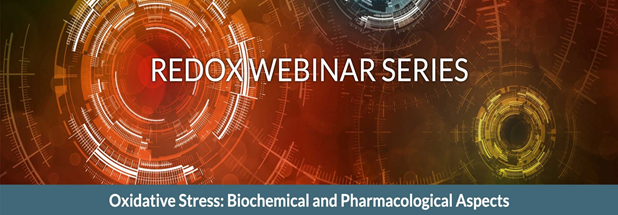 REDOX WEBINAR SERIES
Oxidative Stress: Biochemical and Pharmacological Aspects